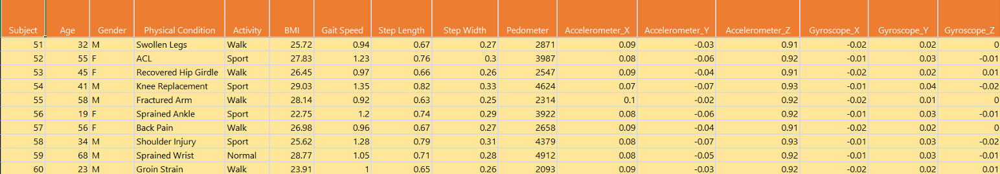 Subject Age Gender Physical Condition Activity BMI Gait Speed Step Length Step Width Pedometer Accelerometer_X Accelerometer_Y Accelerometer_Z Gyroscope_X Gyroscope_Y Gyroscope_Z
51 32 M Swollen Legs Walk 25.72 0.94 0.67 0.27 2871 0.09 -0.03 0.91 -0.02 0.02 0
52 55 F ACL Sport 27.83 1.23 0.76 0.3 3987 0.08 -0.06 0.92 -0.01 0.03 -0.01
53 45 F Recovered Hip Girdle Walk 26.45 0.97 0.66 0.26 2547 0.09 -0.04 0.91 -0.02 0.02 0.01
54 41 M Knee Replacement Sport 29.03 1.35 0.82 0.33 4624 0.07 -0.07 0.93 -0.01 0.04 -0.02
55 58 M Fractured Arm Walk 28.14 0.92 0.63 0.25 2314 0.1 -0.02 0.92 -0.02 0.01 0
56 19 F Sprained Ankle Sport 22.75 1.2 0.74 0.29 3922 0.08 -0.06 0.92 -0.01 0.03 -0.01
57 56 F Back Pain Walk 26.98 0.96 0.67 0.27 2658 0.09 -0.04 0.91 -0.02 0.02 0
58 34 M Shoulder Injury Sport 25.62 1.28 0.79 0.31 4379 0.08 -0.07 0.93 -0.01 0.03 -0.02
59 68 M Sprained Wrist Normal 28.77 1.05 0.71 0.28 4912 0.08 -0.05 0.92 -0.01 0.03 -0.01
60 23 M Groin Strain Walk 23.91 1 0.65 0.26 2093 0.09 -0.03 0.92 -0.02 0.02 0.01